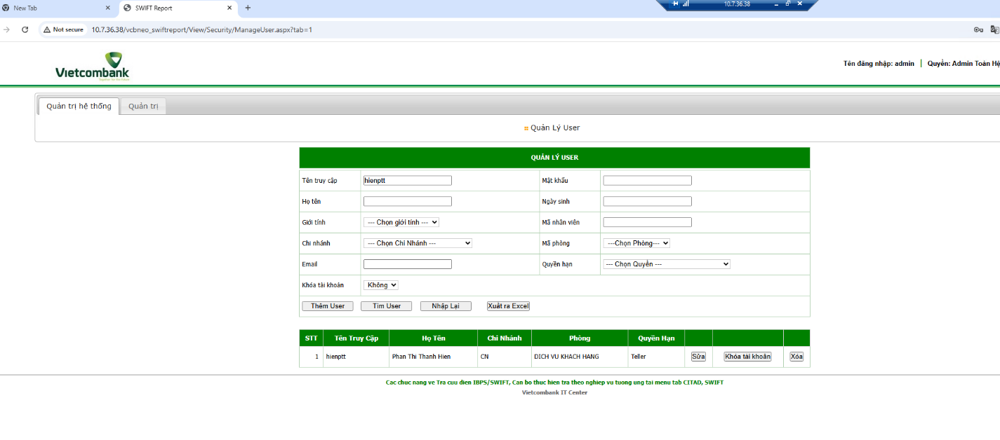 New Tab
SWIFT Report
10.7.36.38
Not secure
10.7.36.38/vcbneo_swiftreport/View/Security/ManageUser.aspx?tab=1
Vietcombank
Together for the future
Tên đăng nhập: admin | Quyền: Admin Toàn Hệ
Quản trị hệ thống
Quản trị
Quản Lý User
QUẢN LÝ USER
Tên truy cập hienptt Mật khẩu
Họ tên Ngày sinh
Giới tính --- Chọn giới tính --- Mã nhân viên
Chi nhánh --- Chọn Chi Nhánh --- Mã phòng ---Chọn Phòng---
Email Quyền hạn --- Chọn Quyền ---
Khóa tài khoản Không
Thêm User Tìm User Nhập Lại Xuất ra Excel
STT Tên Truy Cập Họ Tên Chi Nhánh Phòng Quyền Hạn
1 hienptt Phan Thi Thanh Hien CN DICH VU KHACH HANG Teller Sửa Khóa tài khoản Xóa
Cac chuc nang ve Tra cuu dien IBPS/SWIFT, Can bo thuc hien tra theo nghiep vu tuong ung tai menu tab CITAD, SWIFT
Vietcombank IT Center